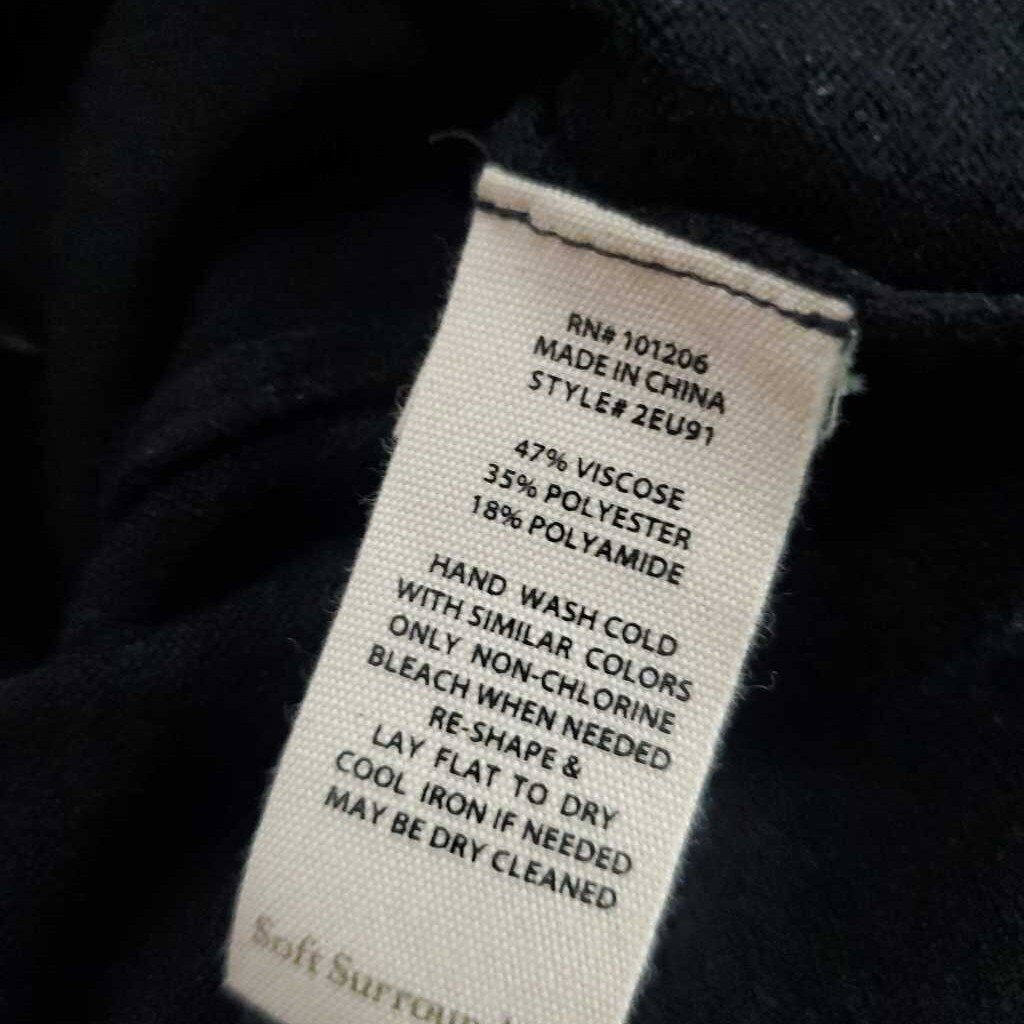 RN# 101206
MADE IN CHINA
STYLE# 2EU91
47% VISCOSE
35% POLYESTER
18% POLYAMIDE
HAND WASH COLD
WITH SIMILAR COLORS
ONLY NON-CHLORINE
BLEACH WHEN NEEDED
RE-SHAPE &
LAY FLAT TO DRY
COOL IRON IF NEEDED
MAY BE DRY CLEANED
Soft